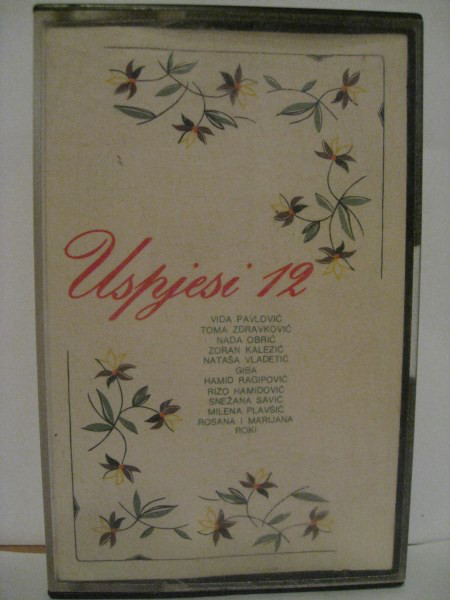 Uspjesi 12
VIDA PAVLOVIĆ
TOMA ZDRAVKOVIĆ
NADA OBRIĆ
ZORAN KALEZIĆ
NATAŠA VLADETIĆ
GIBA
HAMID RAGIPOVIĆ
RIZO HAMIDOVIĆ
SNEŽANA SAVIĆ
MILENA PLAVŠIĆ
ROSANA I MARIJANA
ROKI